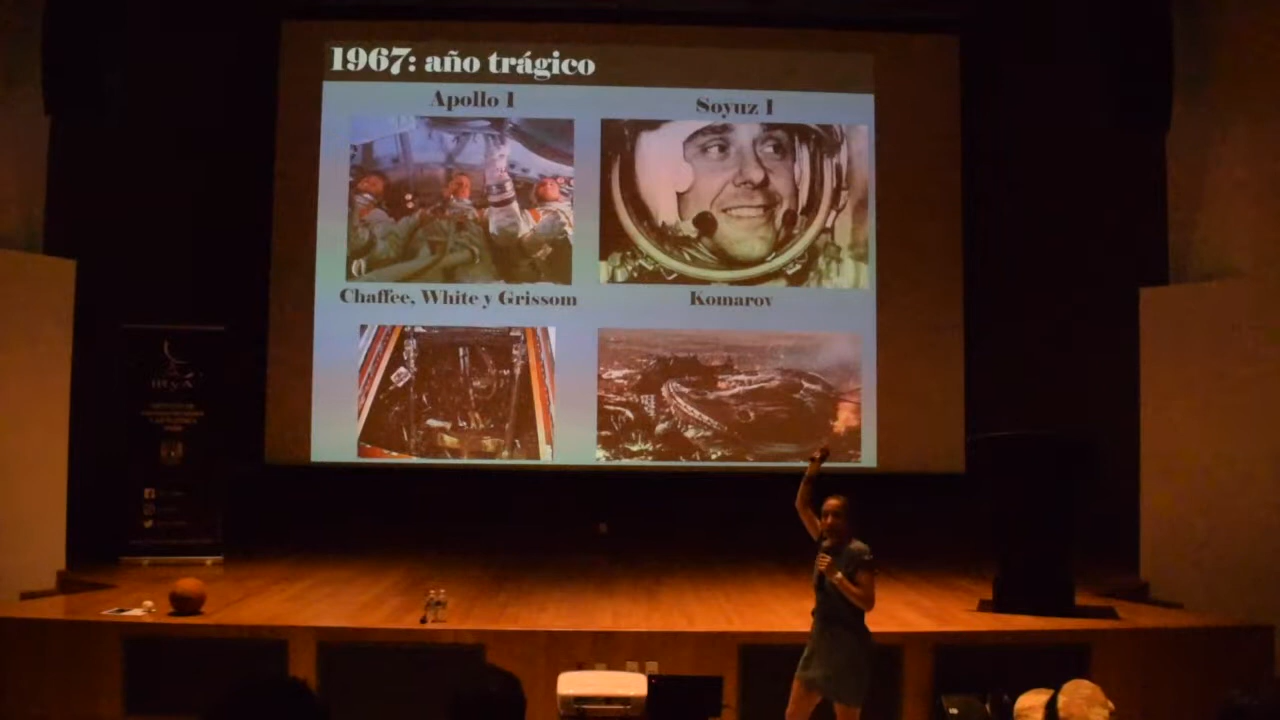 1967: año trágico
Apollo 1
Soyuz 1
Chaffee, White y Grissom
Komarov